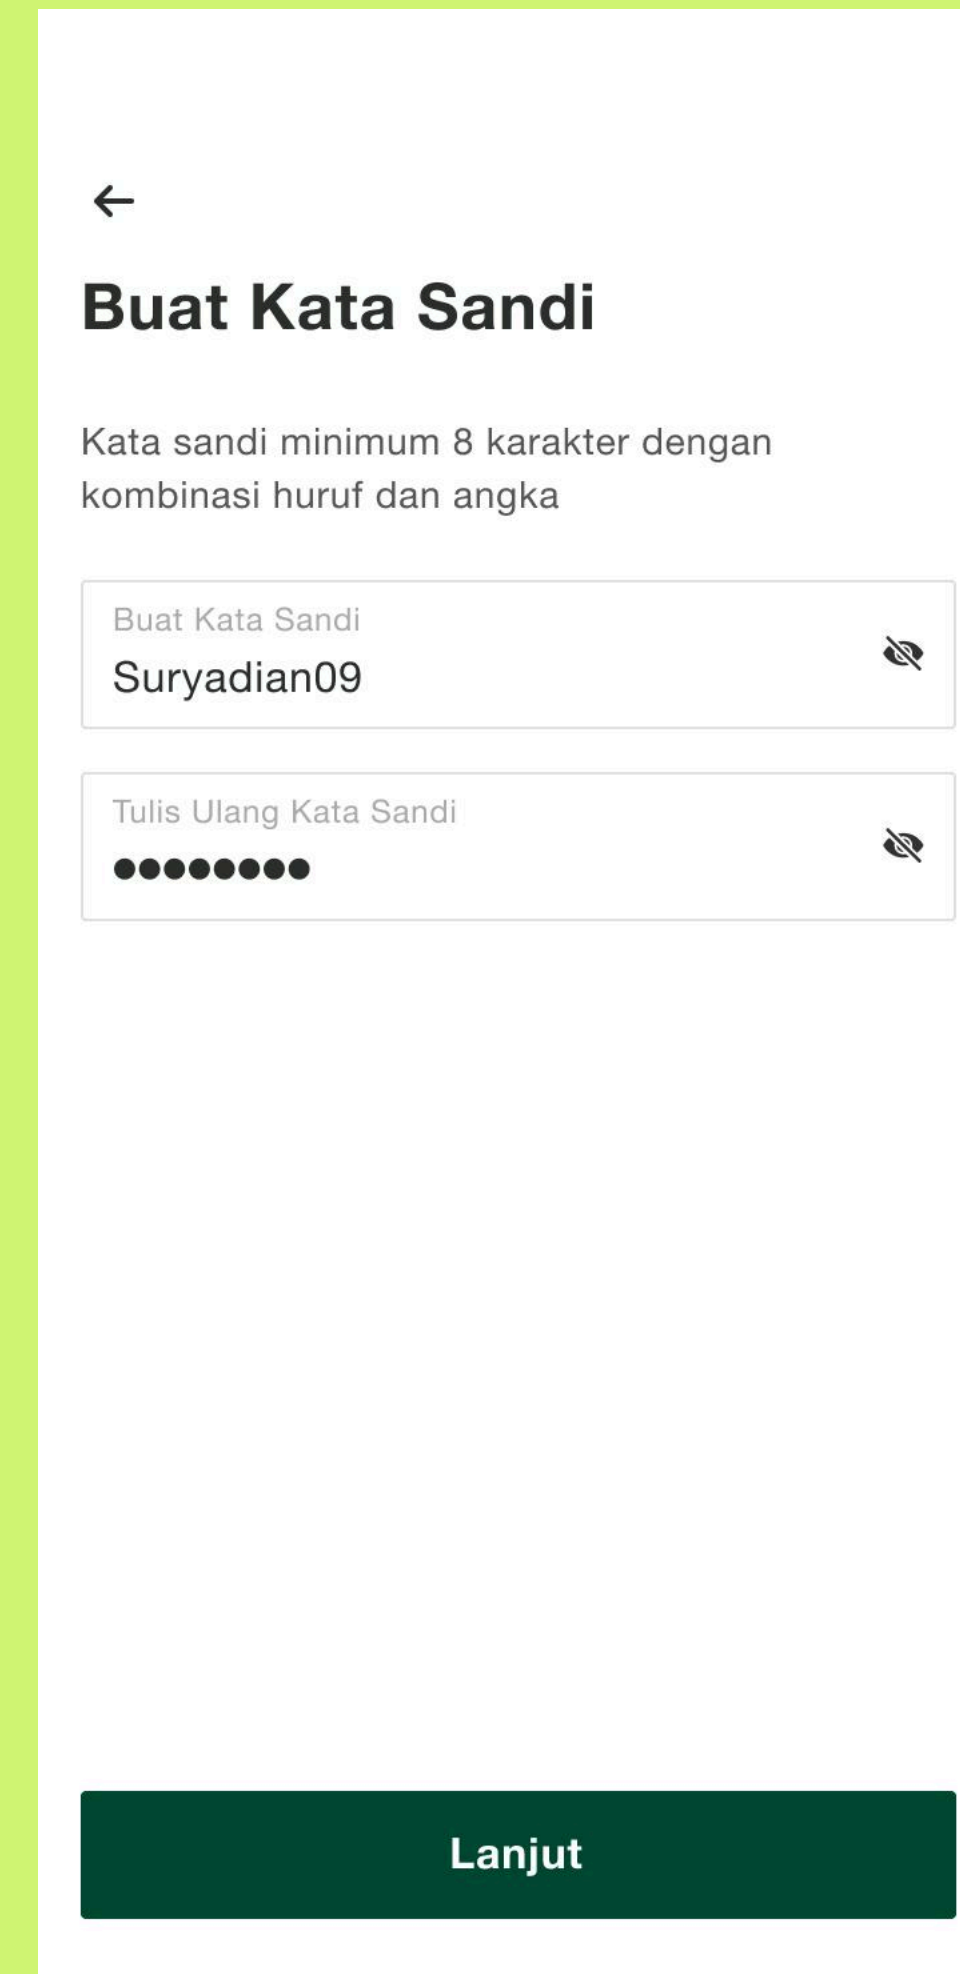 Buat Kata Sandi
Kata sandi minimum 8 karakter dengan
kombinasi huruf dan angka
Buat Kata Sandi
Suryadian09
Tulis Ulang Kata Sandi
●●●●●●●●
Lanjut